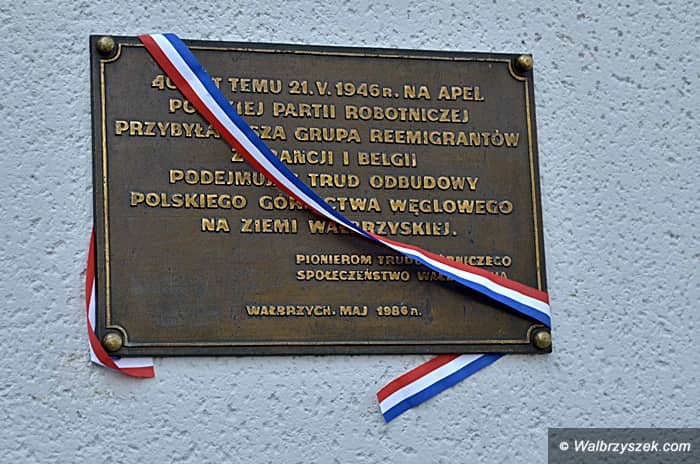 40 TEMU 21.V.1946 R. NA APEL
PARTII ROBOTNICZEJ
PRZYBYŁA GRUPA REEMIGRANTÓW
I BELGII
TRUD ODBUDOWY
POLSKIEGO WĘGLOWEGO
NA ZIEMI WAŁBRZYSKIEJ.
PIONIEROM
SPOŁECZEŃSTWO
WAŁBRZYCH. MAJ 1986 R.
© Walbrzyszek.com